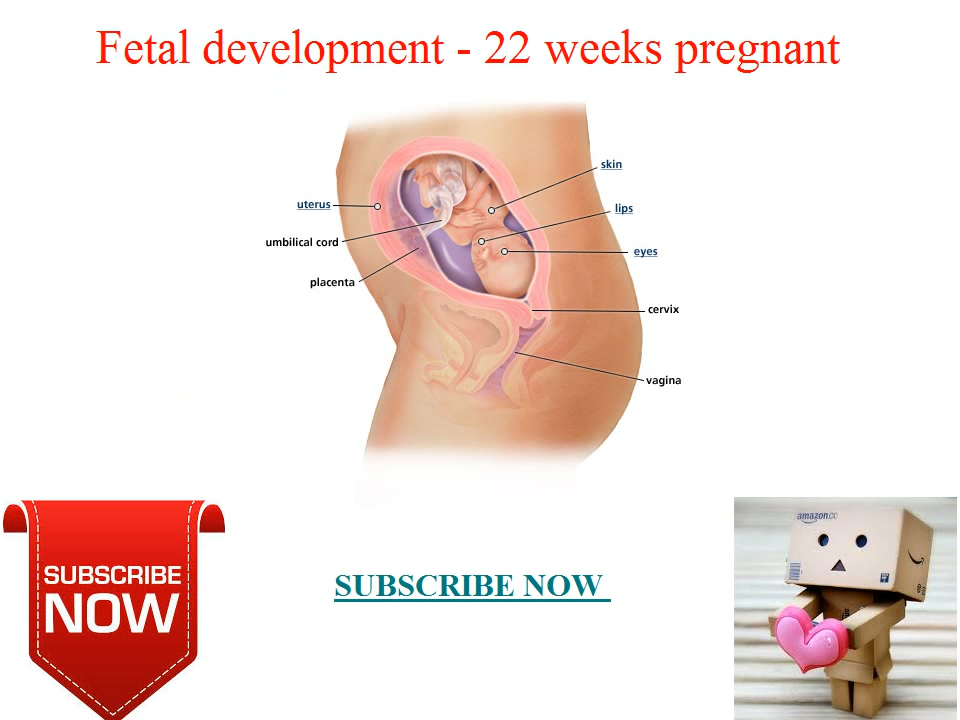 Fetal development - 22 weeks pregnant
skin
uterus
lips
umbilical cord
eyes
placenta
cervix
vagina
SUBSCRIBE
NOW
SUBSCRIBE NOW
amazon.co